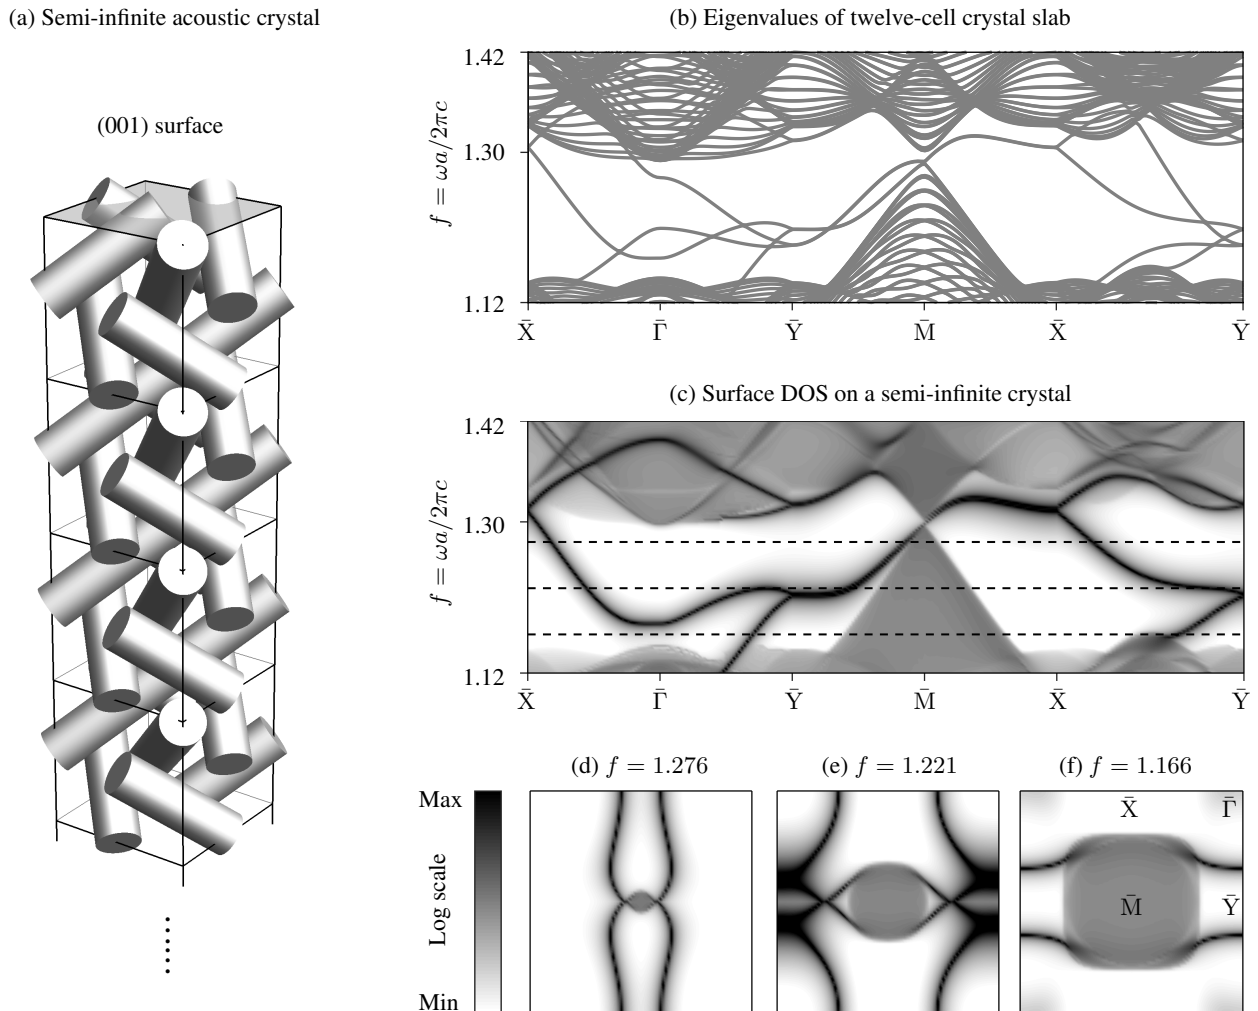 (a) Semi-infinite acoustic crystal
(001) surface
(b) Eigenvalues of twelve-cell crystal slab
1.42
1.30
1.12
f = ωa/2πc
X̄ Γ̄ Ȳ M̄ X̄ Ȳ
(c) Surface DOS on a semi-infinite crystal
1.42
1.30
1.12
f = ωa/2πc
X̄ Γ̄ Ȳ M̄ X̄ Ȳ
Max
Log scale
Min
(d) f = 1.276
(e) f = 1.221
(f) f = 1.166
X̄ Γ̄
M̄ Ȳ